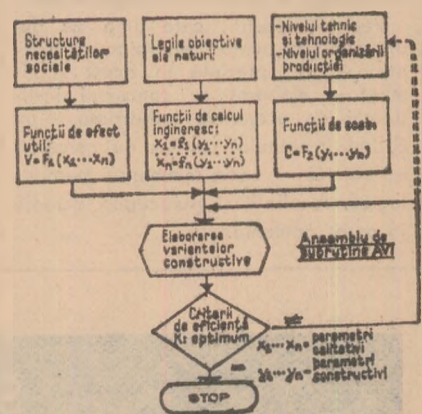 Structure
necesităților
sociale
Legile obiective
ale naturii
-Nivelul tehnic
și tehnologic
-Nivelul organizării
producției
Funcții de efect
util:
V=F₁(x₁...xₙ)
Funcții de calcul
ingineresc:
x₁=f₁(y₁...yₙ)
xₙ=fₙ(y₁...yₙ)
Funcții de cost:
C=F₂(y₁...yₙ)
Elaborarea
variantelor
constructive
Ansamblu de
subrutine AVI
Criterii
de eficiență
K: optimum
≠
=
x₁...xₙ= parametri
calitativi
y₁...yₙ= parametri
constructivi
STOP